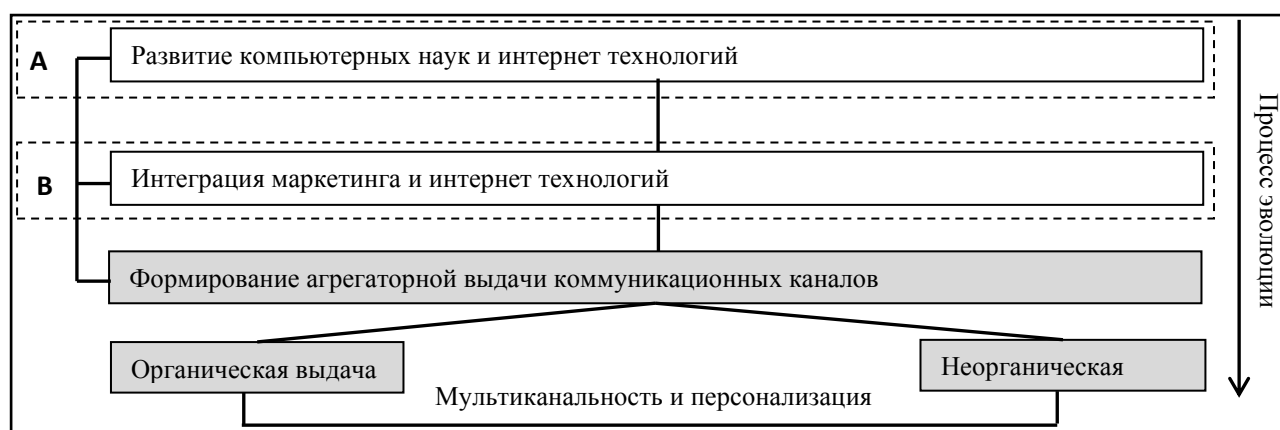 A
Развитие компьютерных наук и интернет технологий
B
Интеграция маркетинга и интернет технологий
Формирование агрегаторной выдачи коммуникационных каналов
Органическая выдача
Неорганическая
Мультиканальность и персонализация
Процесс эволюции